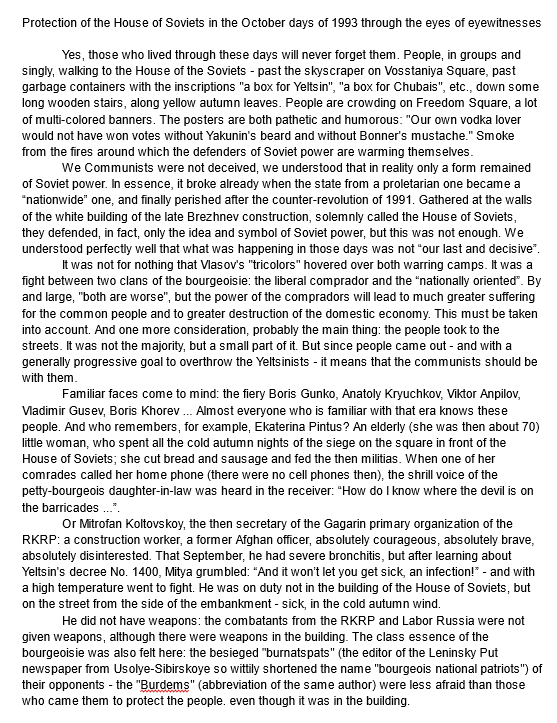 Protection of the House of Soviets in the October days of 1993 through the eyes of eyewitnesses
Yes, those who lived through these days will never forget them. People, in groups and
singly, walking to the House of the Soviets - past the skyscraper on Vosstaniya Square, past
garbage containers with the inscriptions "a box for Yeltsin", "a box for Chubais", etc., down some
long wooden stairs, along yellow autumn leaves. People are crowding on Freedom Square, a lot
of multi-colored banners. The posters are both pathetic and humorous: "Our own vodka lover
would not have won votes without Yakunin's beard and without Bonner's mustache." Smoke
from the fires around which the defenders of Soviet power are warming themselves.
We Communists were not deceived, we understood that in reality only a form remained
of Soviet power. In essence, it broke already when the state from a proletarian one became a
“nationwide” one, and finally perished after the counter-revolution of 1991. Gathered at the walls
of the white building of the late Brezhnev construction, solemnly called the House of Soviets,
they defended, in fact, only the idea and symbol of Soviet power, but this was not enough. We
understood perfectly well that what was happening in those days was not “our last and decisive”.
It was not for nothing that Vlasov's "tricolors" hovered over both warring camps. It was a
fight between two clans of the bourgeoisie: the liberal comprador and the “nationally oriented”. By
and large, "both are worse", but the power of the compradors will lead to much greater suffering
for the common people and to greater destruction of the domestic economy. This must be taken
into account. And one more consideration, probably the main thing: the people took to the
streets. It was not the majority, but a small part of it. But since people came out - and with a
generally progressive goal to overthrow the Yeltsinists - it means that the communists should be
with them.
Familiar faces come to mind: the fiery Boris Gunko, Anatoly Kryuchkov, Viktor Anpilov,
Vladimir Gusev, Boris Khorev ... Almost everyone who is familiar with that era knows these
people. And who remembers, for example, Ekaterina Pintus? An elderly (she was then about 70)
little woman, who spent all the cold autumn nights of the siege on the square in front of the
House of Soviets; she cut bread and sausage and fed the then militias. When one of her
comrades called her home phone (there were no cell phones then), the shrill voice of the
petty-bourgeois daughter-in-law was heard in the receiver: “How do I know where the devil is on
the barricades ...”.
Or Mitrofan Koltovskoy, the then secretary of the Gagarin primary organization of the
RKRP: a construction worker, a former Afghan officer, absolutely courageous, absolutely brave,
absolutely disinterested. That September, he had severe bronchitis, but after learning about
Yeltsin's decree No. 1400, Mitya grumbled: “And it won’t let you get sick, an infection!” - and with
a high temperature went to fight. He was on duty not in the building of the House of Soviets, but
on the street from the side of the embankment - sick, in the cold autumn wind.
He did not have weapons: the combatants from the RKRP and Labor Russia were not
given weapons, although there were weapons in the building. The class essence of the
bourgeoisie was also felt here: the besieged "burnatspats" (the editor of the Leninsky Put
newspaper from Usolye-Sibirskoye so wittily shortened the name "bourgeois national patriots") of
their opponents - the "Burdems" (abbreviation of the same author) were less afraid than those
who came them to protect the people. even though it was in the building.